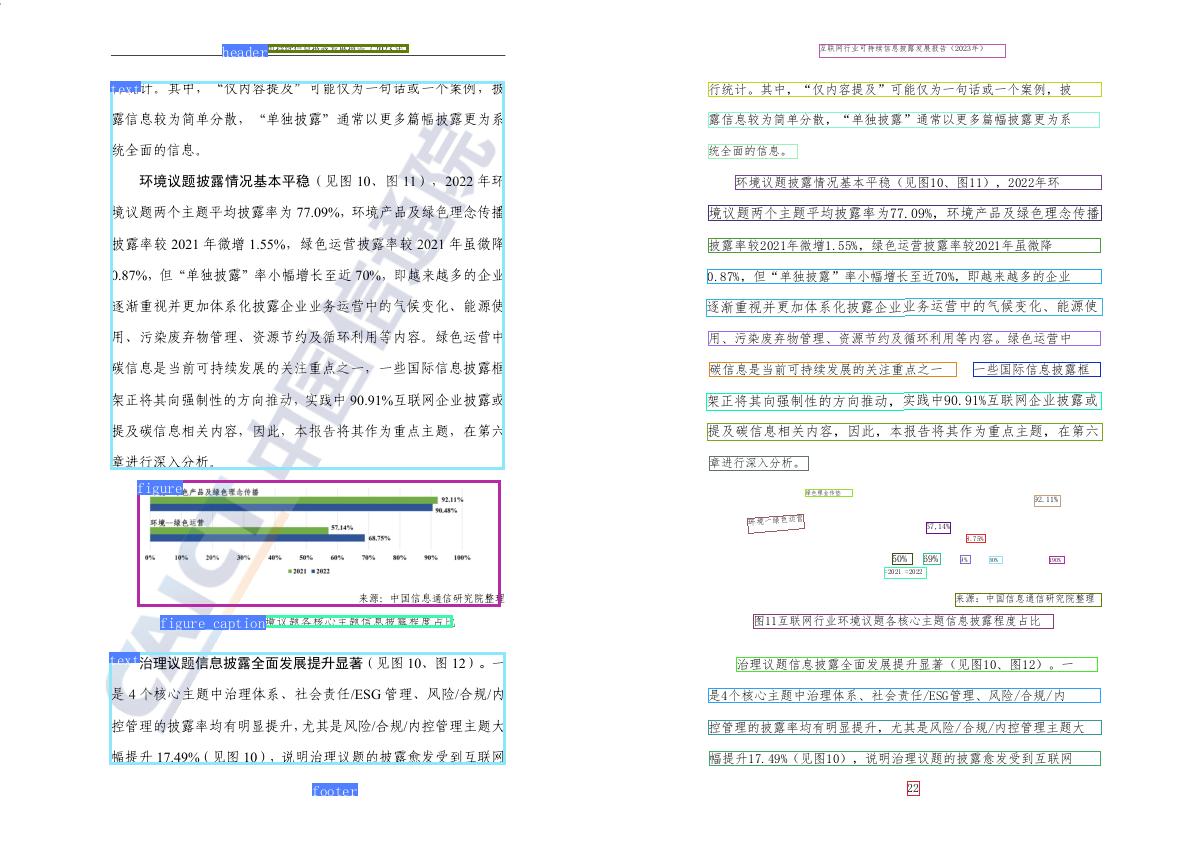 header
text
计。其中，“仅内容提及”可能仅为一句话或一个案例，披
露信息较为简单分散，“单独披露”通常以更多篇幅披露更为系
统全面的信息。
环境议题披露情况基本平稳（见图 10、图 11），2022 年环
境议题两个主题平均披露率为 77.09%，环境产品及绿色理念传播
披露率较 2021 年微增 1.55%，绿色运营披露率较 2021 年虽微降
0.87%，但“单独披露”率小幅增长至近 70%，即越来越多的企业
逐渐重视并更加体系化披露企业业务运营中的气候变化、能源使
用、污染废弃物管理、资源节约及循环利用等内容。绿色运营中
碳信息是当前可持续发展的关注重点之一，一些国际信息披露框
架正将其向强制性的方向推动，实践中 90.91%互联网企业披露或
提及碳信息相关内容，因此，本报告将其作为重点主题，在第六
章进行深入分析。
figure
色产品及绿色理念传播
92.11%
90.48%
环境—绿色运营
57.14%
68.75%
0% 10% 20% 30% 40% 50% 60% 70% 80% 90% 100%
2021 2022
来源：中国信息通信研究院整理
figure caption
境议题各核心主题信息披露程度占比
text
治理议题信息披露全面发展提升显著（见图 10、图 12）。一
是 4 个核心主题中治理体系、社会责任/ESG 管理、风险/合规/内
控管理的披露率均有明显提升，尤其是风险/合规/内控管理主题大
幅提升 17.49%（见图 10），说明治理议题的披露愈发受到互联网
footer
CAICT 中国信通院
互联网行业可持续信息披露发展报告（2023年）
行统计。其中，“仅内容提及”可能仅为一句话或一个案例，披
露信息较为简单分散，“单独披露”通常以更多篇幅披露更为系
统全面的信息。
环境议题披露情况基本平稳（见图10、图11），2022年环
境议题两个主题平均披露率为77.09%，环境产品及绿色理念传播
披露率较2021年微增1.55%，绿色运营披露率较2021年虽微降
0.87%，但“单独披露”率小幅增长至近70%，即越来越多的企业
逐渐重视并更加体系化披露企业业务运营中的气候变化、能源使
用、污染废弃物管理、资源节约及循环利用等内容。绿色运营中
碳信息是当前可持续发展的关注重点之一 一些国际信息披露框
架正将其向强制性的方向推动，实践中90.91%互联网企业披露或
提及碳信息相关内容，因此，本报告将其作为重点主题，在第六
章进行深入分析。
92.11%
环境一绿色运营
57.14%
8.75%
50% 69% 90%
2021 2022
来源：中国信息通信研究院整理
图11互联网行业环境议题各核心主题信息披露程度占比
治理议题信息披露全面发展提升显著（见图10、图12）。一
是4个核心主题中治理体系、社会责任/ESG管理、风险/合规/内
控管理的披露率均有明显提升，尤其是风险/合规/内控管理主题大
幅提升17.49%（见图10），说明治理议题的披露愈发受到互联网
22